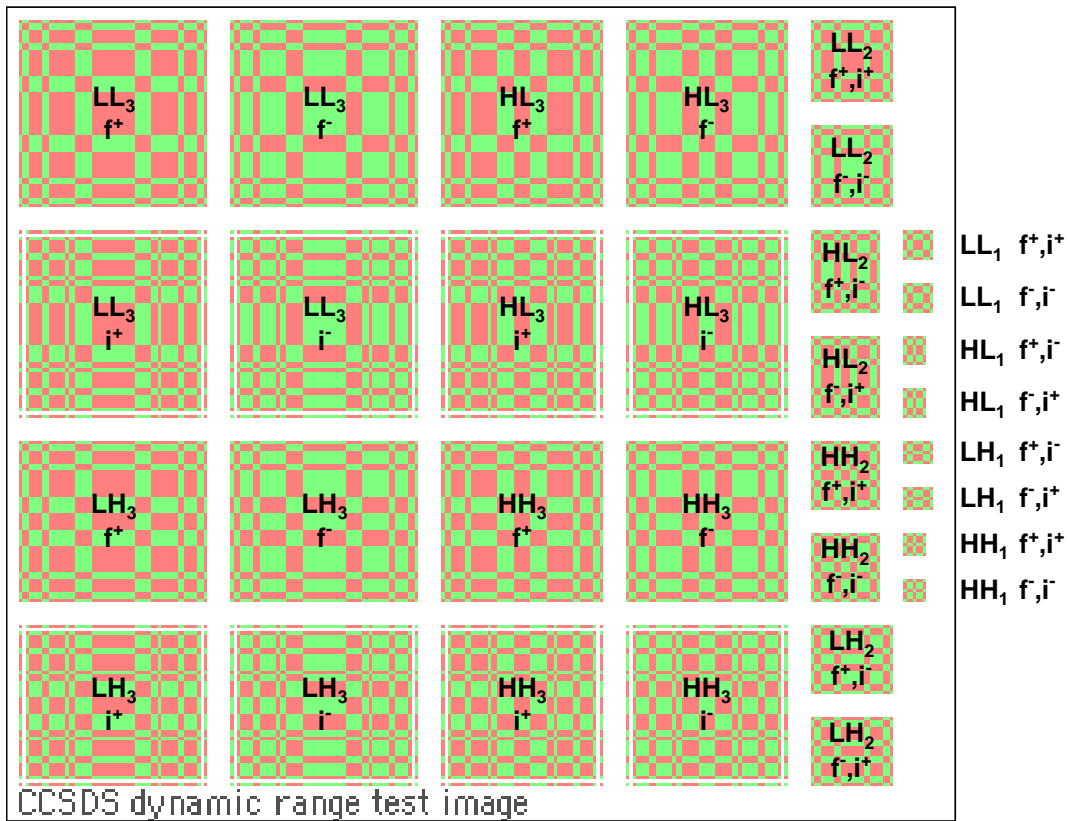 LL₃ f⁺
LL₃ f⁻
HL₃ f⁺
HL₃ f⁻
LL₂ f⁺,i⁺
LL₂ f⁻,i⁻
LL₃ i⁺
LL₃ i⁻
HL₃ i⁺
HL₃ i⁻
HL₂ f⁺,i⁻
HL₂ f⁻,i⁺
LL₁ f⁺,i⁺
LL₁ f⁻,i⁻
HL₁ f⁺,i⁻
HL₁ f⁻,i⁺
LH₃ f⁺
LH₃ f⁻
HH₃ f⁺
HH₃ f⁻
HH₂ f⁺,i⁺
HH₂ f⁻,i⁻
LH₁ f⁺,i⁻
LH₁ f⁻,i⁺
HH₁ f⁺,i⁺
HH₁ f⁻,i⁻
LH₃ i⁺
LH₃ i⁻
HH₃ i⁺
HH₃ i⁻
LH₂ f⁺,i⁻
LH₂ f⁻,i⁺
CCSDS dynamic range test image